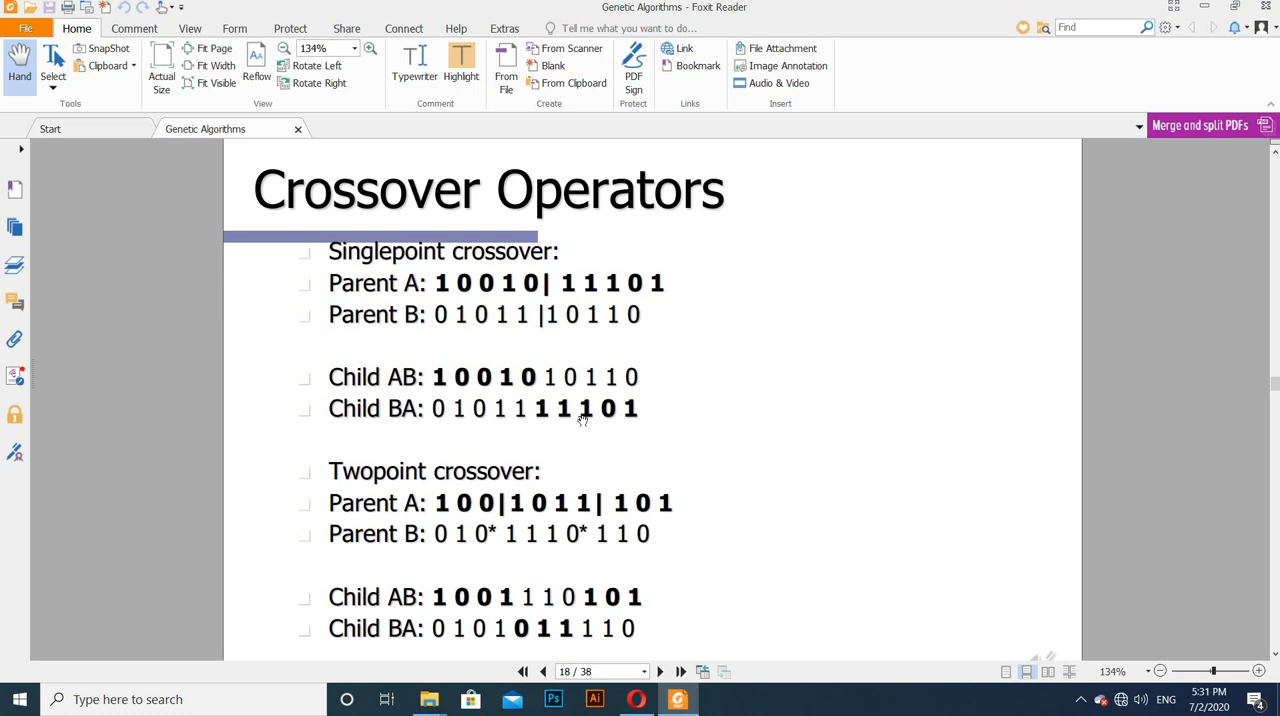 Genetic Algorithms - Foxit Reader
File Home Comment View Form Protect Share Connect Help Extras Tell me what you want to do... Find
Hand
Select
SnapShot
Clipboard
Tools
Actual Size
Fit Page
Fit Width
Fit Visible
Reflow
134%
Rotate Left
Rotate Right
View
Typewriter
Highlight
Comment
From File
From Scanner
Blank
From Clipboard
Create
PDF Sign
Protect
Link
Bookmark
Links
File Attachment
Image Annotation
Audio & Video
Insert
Start
Genetic Algorithms
Merge and split PDFs
Crossover Operators
Singlepoint crossover:
Parent A: 1 0 0 1 0| 1 1 1 0 1
Parent B: 0 1 0 1 1 |1 0 1 1 0
Child AB: 1 0 0 1 0 1 0 1 1 0
Child BA: 0 1 0 1 1 1 1 1 0 1
Twopoint crossover:
Parent A: 1 0 0|1 0 1 1| 1 0 1
Parent B: 0 1 0* 1 1 1 0* 1 1 0
Child AB: 1 0 0 1 1 1 0 1 0 1
Child BA: 0 1 0 1 0 1 1 1 1 0
18 / 38
134%
Type here to search
Ps
Ai
ENG
5:31 PM
7/2/2020
4